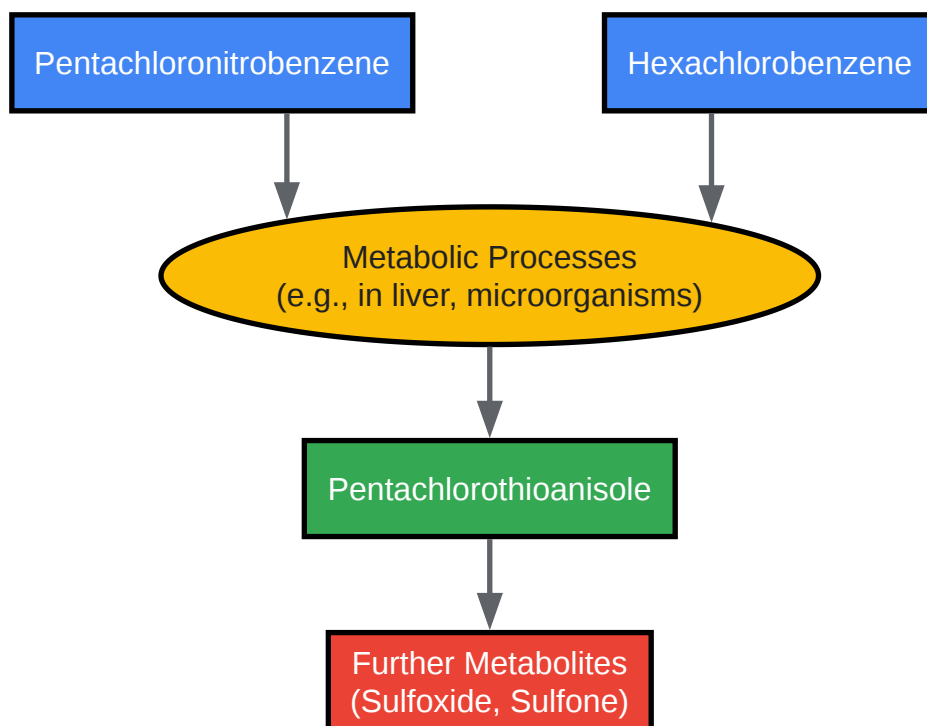 Pentachloronitrobenzene
Hexachlorobenzene
Metabolic Processes
(e.g., in liver, microorganisms)
Pentachlorothioanisole
Further Metabolites
(Sulfoxide, Sulfone)